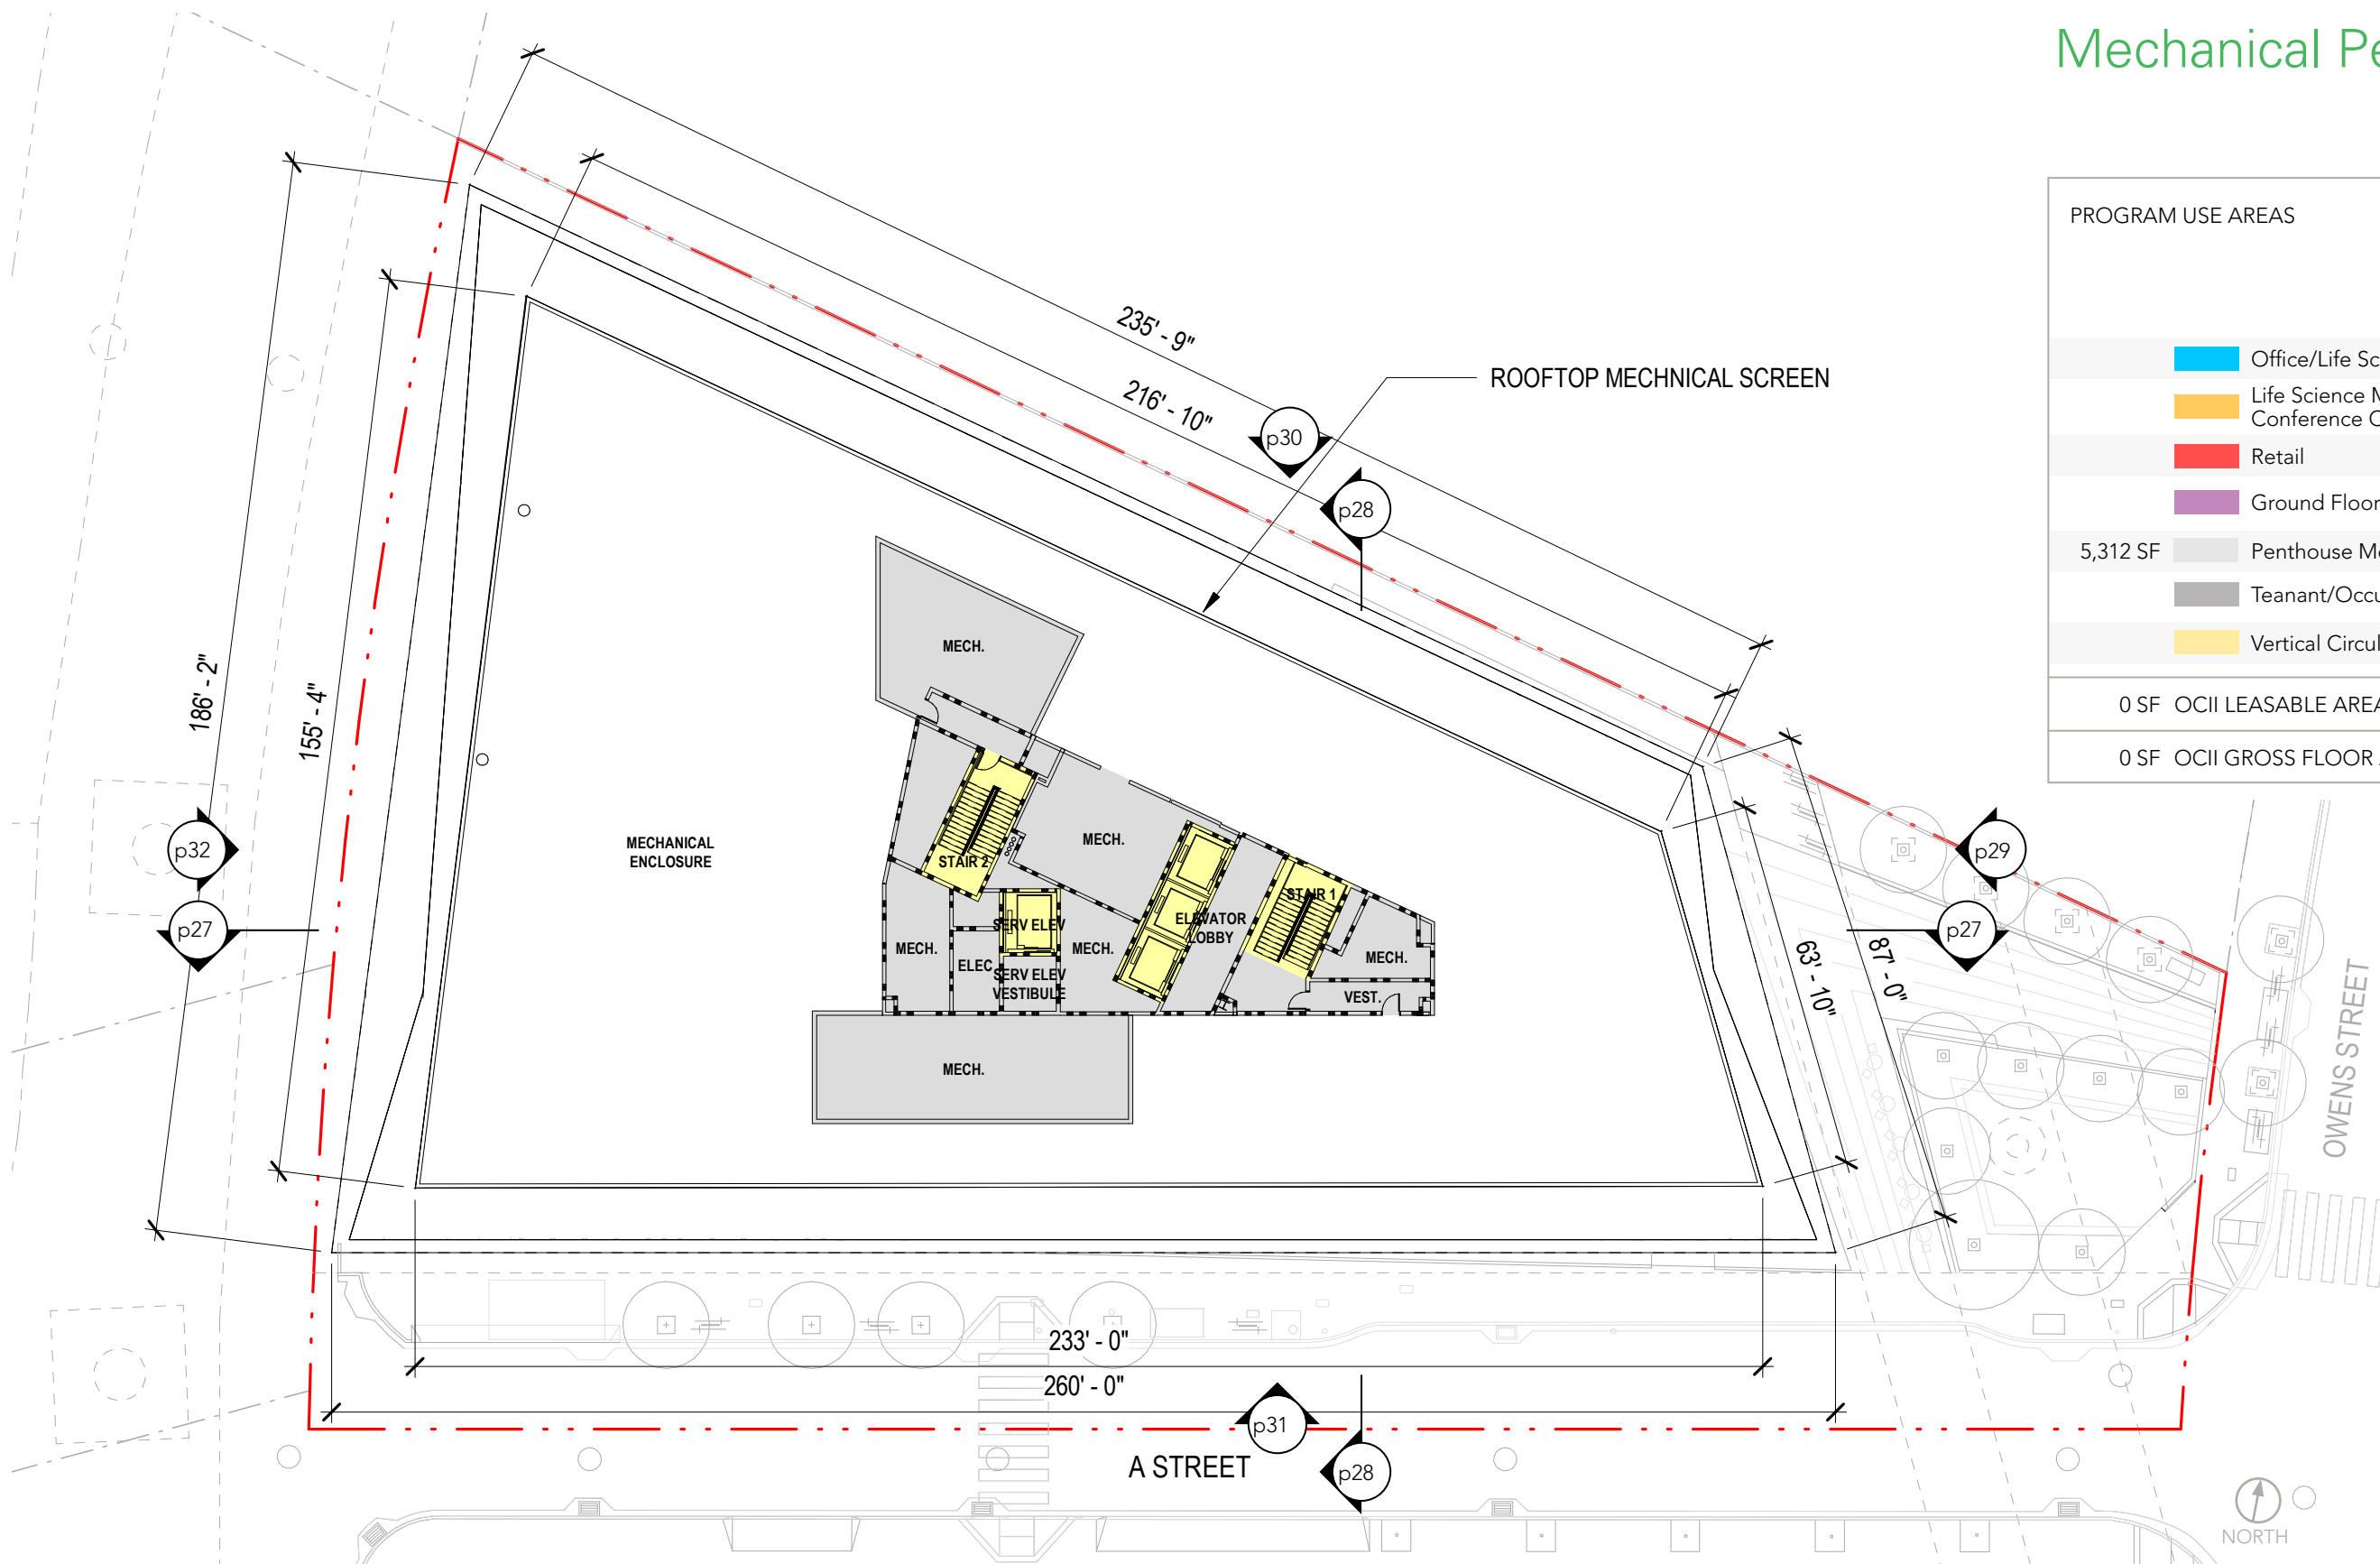 Mechanical Pe
PROGRAM USE AREAS
Office/Life Sc
Life Science M
Conference C
Retail
Ground Floor
5,312 SF Penthouse Me
Teanant/Occu
Vertical Circul
0 SF OCII LEASABLE AREA
0 SF OCII GROSS FLOOR
235' - 9"
216' - 10"
ROOFTOP MECHNICAL SCREEN
p30
p28
186' - 2"
155' - 4"
MECH.
MECHANICAL
ENCLOSURE
MECH.
STAIR 2
STAIR 1
SERV ELEV
ELEVATOR
LOBBY
MECH.
ELEC
MECH.
MECH.
SERV ELEV
VESTIBULE
VEST.
MECH.
p32
p27
p29
p27
63' - 10"
87' - 0"
OWENS STREET
233' - 0"
260' - 0"
p31
A STREET
p28
NORTH